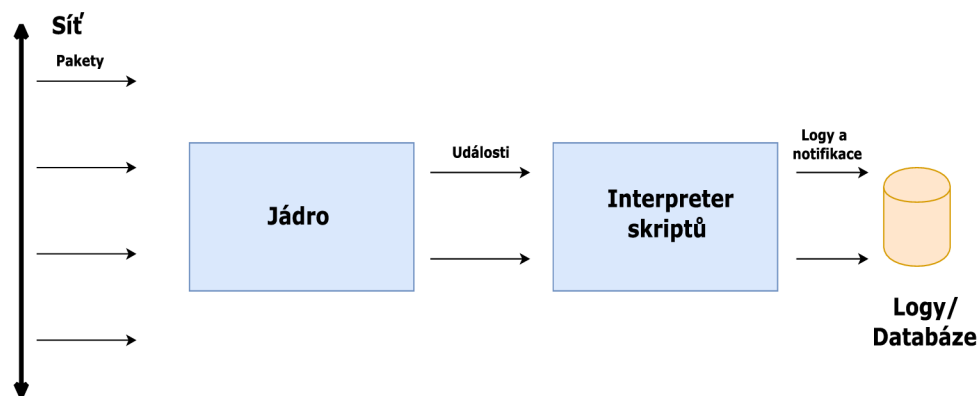 Síť
Pakety
Jádro
Události
Interpreter
skriptů
Logy a
notifikace
Logy/
Databáze